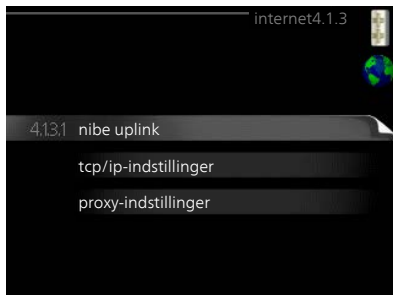 internet4.1.3
4.1.3.1 nibe uplink
tcp/ip-indstillinger
proxy-indstillinger